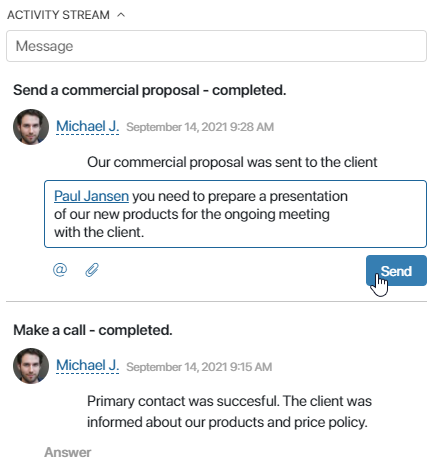 ACTIVITY STREAM
Message
Send a commercial proposal - completed.
Michael J. September 14, 2021 9:28 AM
Our commercial proposal was sent to the client
Paul Jansen you need to prepare a presentation
of our new products for the ongoing meeting
with the client.
@
Send
Make a call - completed.
Michael J. September 14, 2021 9:15 AM
Primary contact was succesful. The client was
informed about our products and price policy.
Answer